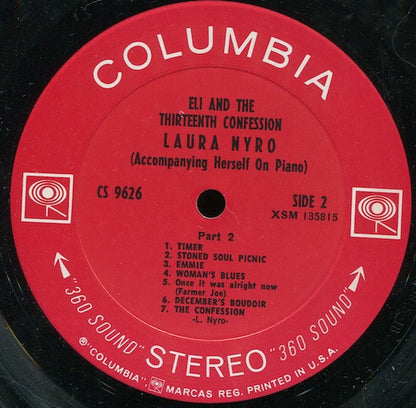 COLUMBIA
ELI AND THE
THIRTEENTH CONFESSION
LAURA NYRO
(Accompanying Herself On Piano)
CS 9626
SIDE 2
XSM 135815
Part 2
1. TIMER
2. STONED SOUL PICNIC
3. EMMIE
4. WOMAN'S BLUES
5. Once it was alright now
(Farmer Joe)
6. DECEMBER'S BOUDOIR
7. THE CONFESSION
-L. Nyro-
"360 SOUND" STEREO "360 SOUND"
® "COLUMBIA" MARCAS REG. PRINTED IN U.S.A.